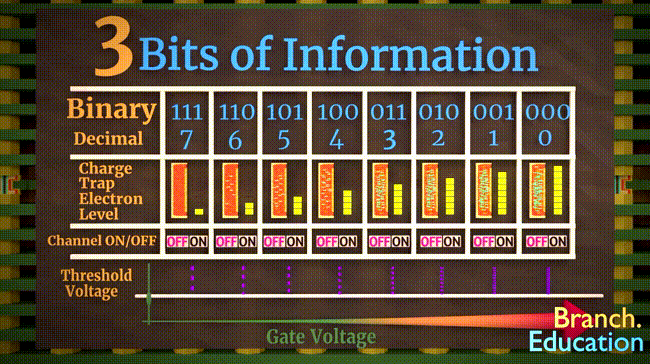 3 Bits of Information
Binary 111 110 101 100 011 010 001 000
Decimal 7 6 5 4 3 2 1 0
Charge
Trap
Electron
Level
Channel ON/OFF OFF ON OFF ON OFF ON OFF ON OFF ON OFF ON OFF ON OFF ON
Threshold
Voltage
Gate Voltage
Branch.
Education